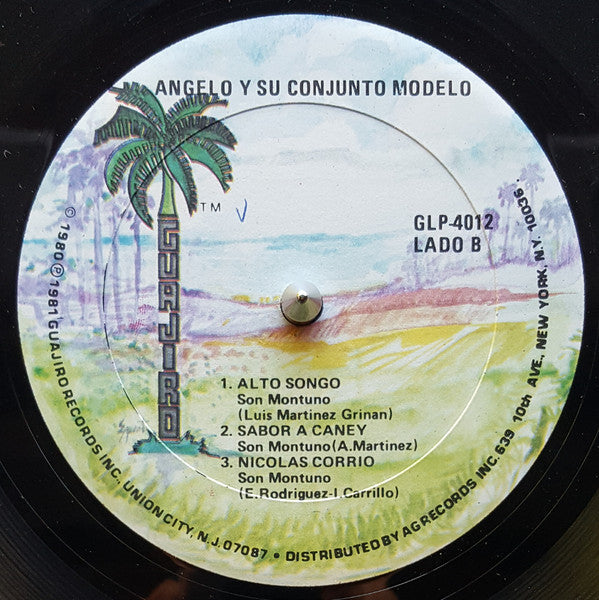 ANGELO Y SU CONJUNTO MODELO
TM
GUAJIRO
GLP-4012
LADO B
1. ALTO SONGO
Son Montuno
(Luis Martinez Grinan)
2. SABOR A CANEY
Son Montuno (A. Martinez)
3. NICOLAS CORRIO
Son Montuno
(E. Rodriguez-I. Carrillo)
© 1980 ℗ 1981 GUAJIRO RECORDS INC. UNION CITY, N.J. 07087 • DISTRIBUTED BY AG RECORDS INC. 639 10th AVE., NEW YORK, N.Y. 10036.